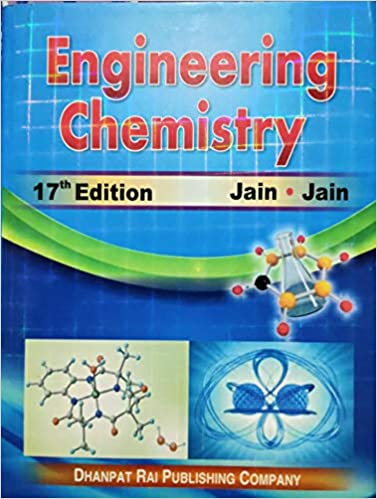 Engineering
Chemistry
17th Edition
Jain • Jain
DHANPAT RAI PUBLISHING COMPANY